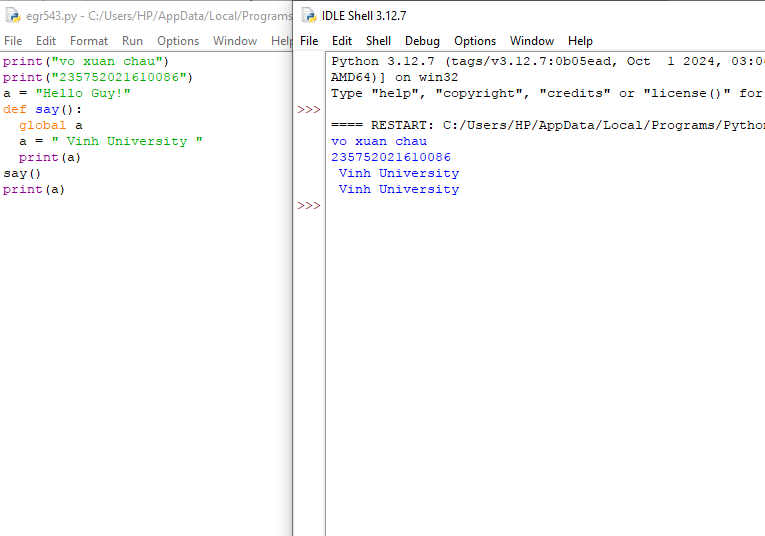 egr543.py - C:/Users/HP/AppData/Local/Programs
File Edit Format Run Options Window Help
print("vo xuan chau")
print("235752021610086")
a = "Hello Guy!"
def say():
  global a
  a = " Vinh University "
  print(a)
say()
print(a)
IDLE Shell 3.12.7
File Edit Shell Debug Options Window Help
Python 3.12.7 (tags/v3.12.7:0b05ead, Oct  1 2024, 03:0
AMD64)] on win32
Type "help", "copyright", "credits" or "license()" for
>>>
==== RESTART: C:/Users/HP/AppData/Local/Programs/Python
vo xuan chau
235752021610086
 Vinh University
 Vinh University
>>>